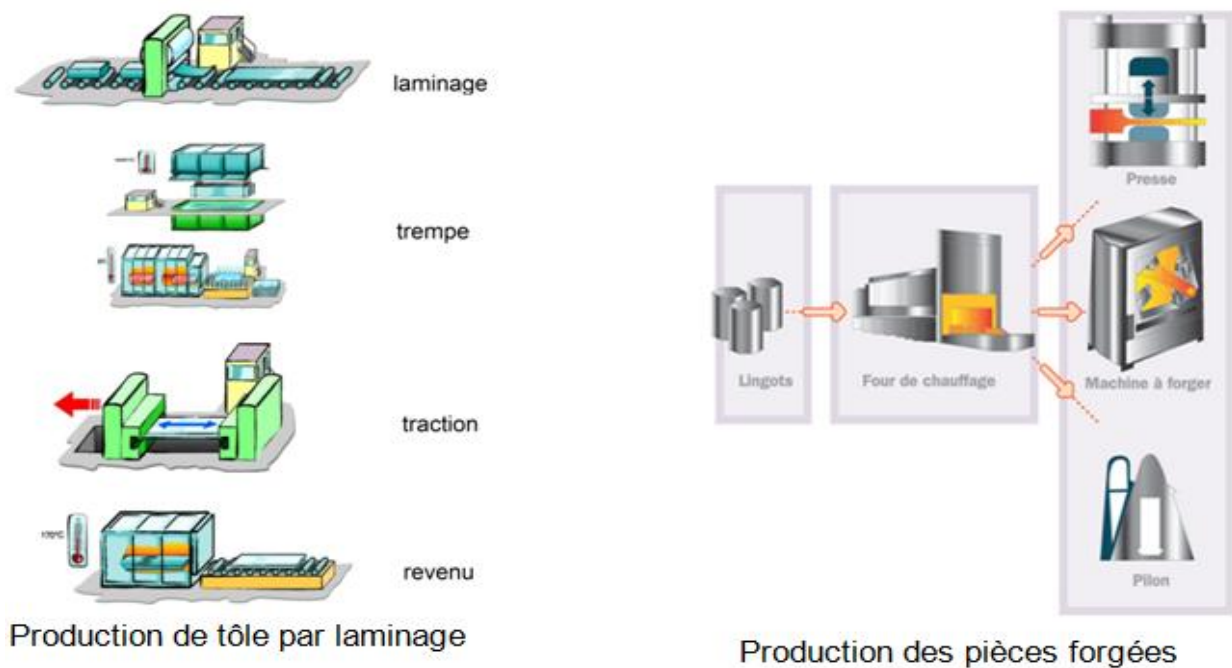 laminage
trempe
traction
170°C
revenu
Production de tôle par laminage
Presse
Lingots
Four de chauffage
Machine à forger
Pilon
Production des pièces forgées